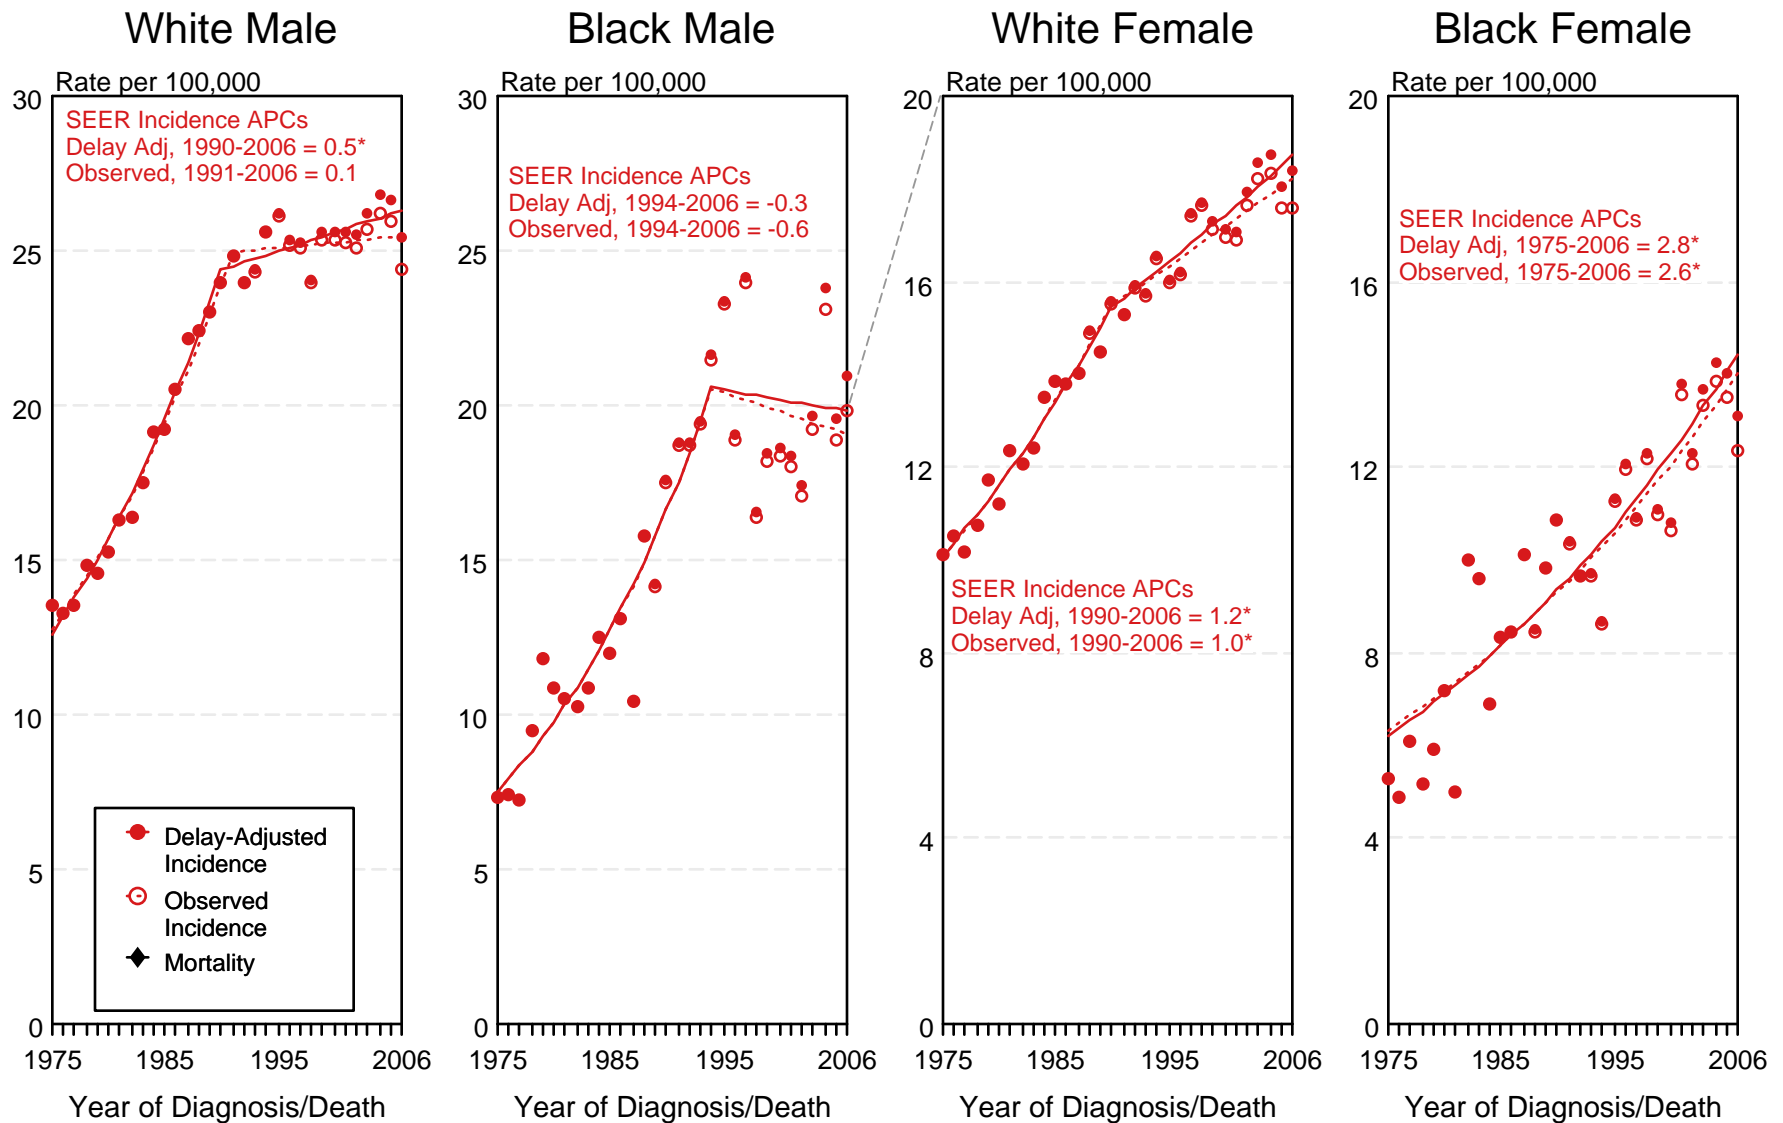 White Male
Rate per 100,000
30
25
20
15
10
5
0
SEER Incidence APCs
Delay Adj, 1990-2006 = 0.5*
Observed, 1991-2006 = 0.1
Delay-Adjusted
Incidence
Observed
Incidence
Mortality
1975 1985 1995 2006
Year of Diagnosis/Death
Black Male
Rate per 100,000
30
25
20
15
10
5
0
SEER Incidence APCs
Delay Adj, 1994-2006 = -0.3
Observed, 1994-2006 = -0.6
1975 1985 1995 2006
Year of Diagnosis/Death
White Female
Rate per 100,000
20
16
12
8
4
0
SEER Incidence APCs
Delay Adj, 1990-2006 = 1.2*
Observed, 1990-2006 = 1.0*
1975 1985 1995 2006
Year of Diagnosis/Death
Black Female
Rate per 100,000
20
16
12
8
4
0
SEER Incidence APCs
Delay Adj, 1975-2006 = 2.8*
Observed, 1975-2006 = 2.6*
1975 1985 1995 2006
Year of Diagnosis/Death